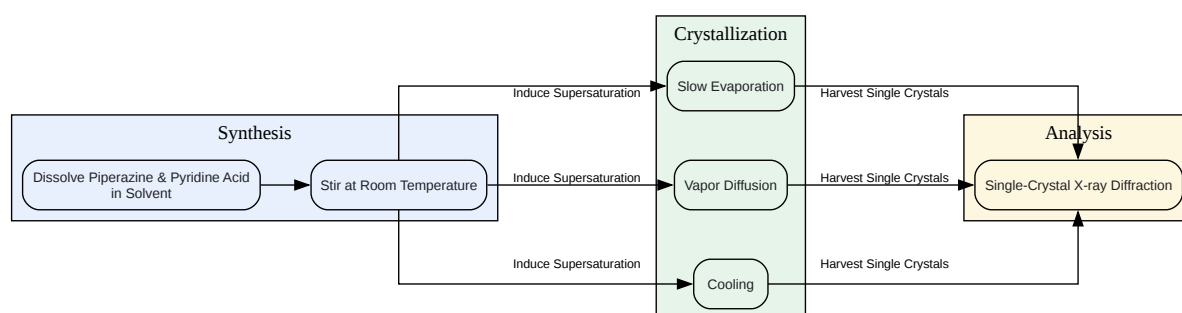 Synthesis
Dissolve Piperazine & Pyridine Acid
in Solvent
Stir at Room Temperature
Induce Supersaturation
Induce Supersaturation
Induce Supersaturation
Crystallization
Slow Evaporation
Vapor Diffusion
Cooling
Harvest Single Crystals
Harvest Single Crystals
Harvest Single Crystals
Analysis
Single-Crystal X-ray Diffraction